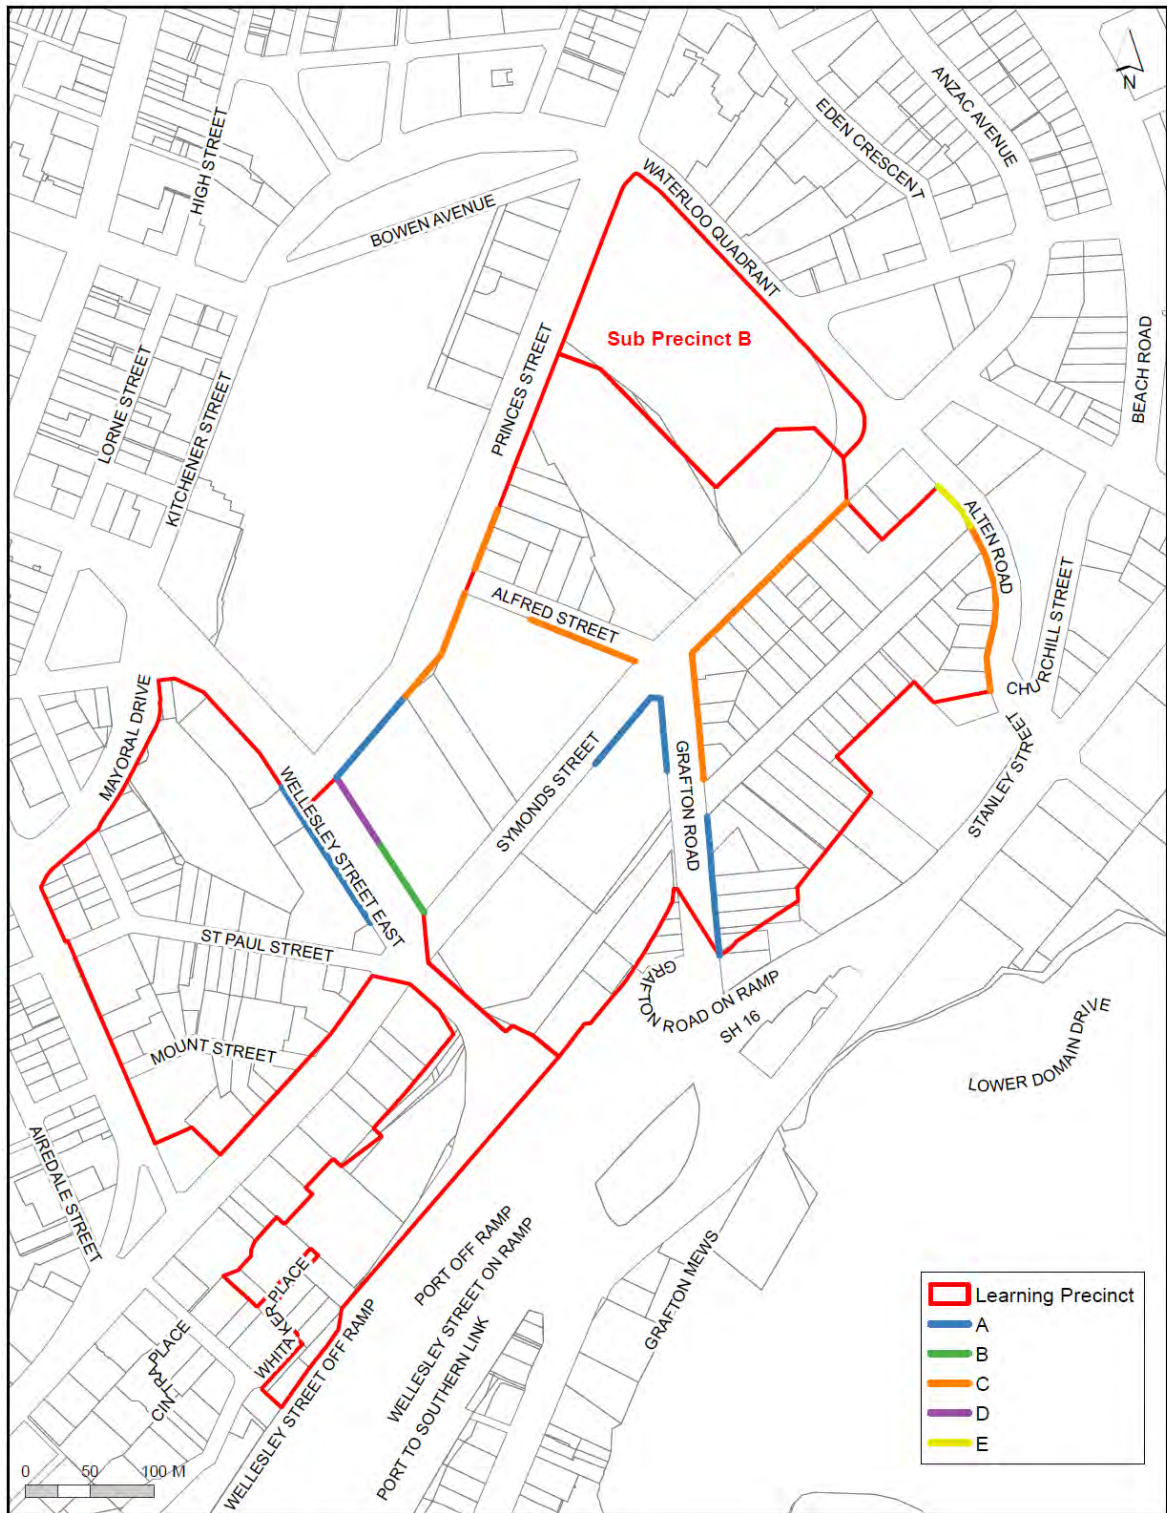 N
ANZAC AVENUE
EDEN CRESCENT
HIGH STREET
WATERLOO QUADRANT
BOWEN AVENUE
Sub Precinct B
BEACH ROAD
LORNE STREET
KITCHENER STREET
PRINCES STREET
ALTEN ROAD
ALFRED STREET
CHURCHILL STREET
MAYORAL DRIVE
WELLESLEY STREET EAST
SYMONDS STREET
GRAFTON ROAD
STANLEY STREET
ST PAUL STREET
GRAFTON ROAD ON RAMP
SH 16
MOUNT STREET
LOWER DOMAIN DRIVE
AIREDALE STREET
PORT OFF RAMP
WELLESLEY STREET ON RAMP
PORT TO SOUTHERN LINK
GRAFTON MEWS
WHITAKER PLACE
CINTRA PLACE
WELLESLEY STREET OFF RAMP
Learning Precinct
A
B
C
D
E
0 50 100 M